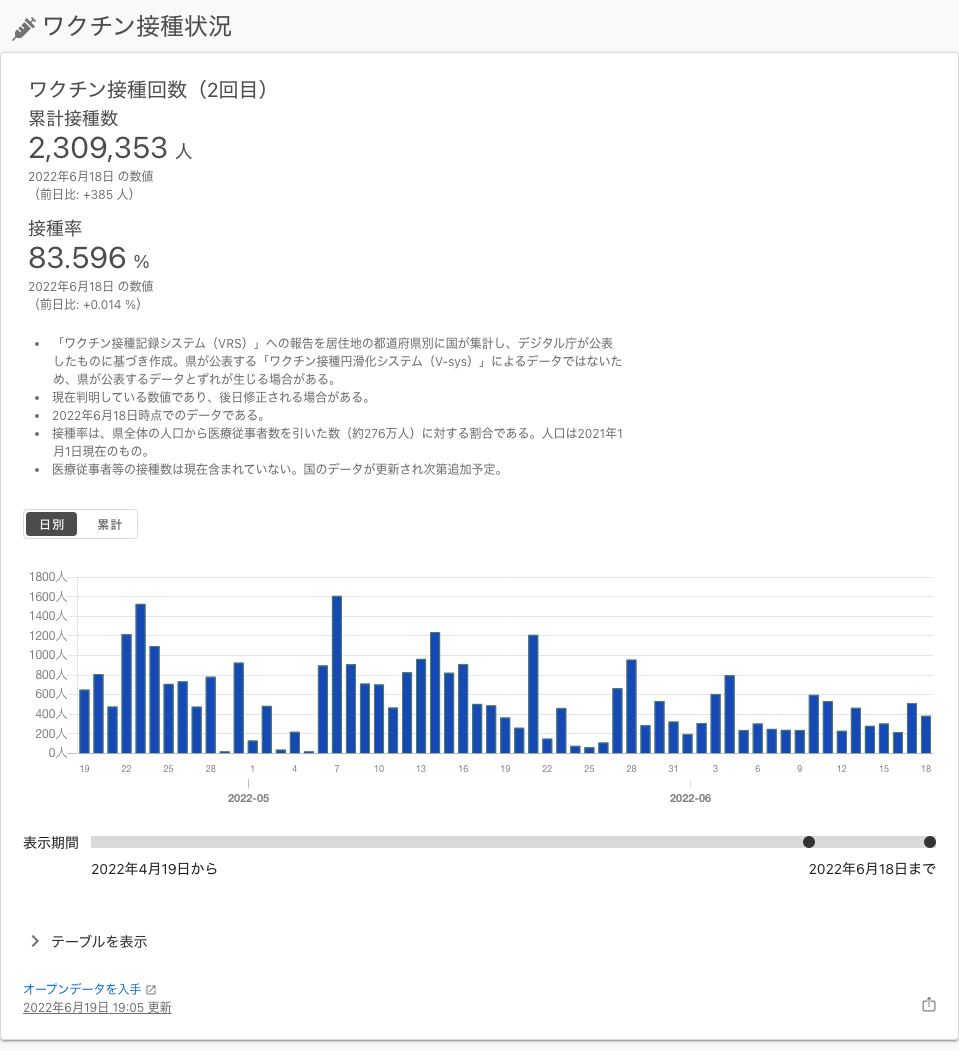 ワクチン接種状況
ワクチン接種回数（2回目）
累計接種数
2,309,353 人
2022年6月18日 の数値
（前日比: +385 人）
接種率
83.596 %
2022年6月18日 の数値
（前日比: +0.014 %）
• 「ワクチン接種記録システム（VRS）」への報告を居住地の都道府県別に国が集計し、デジタル庁が公表
したものに基づき作成。県が公表する「ワクチン接種円滑化システム（V-sys）」によるデータではないた
め、県が公表するデータとずれが生じる場合がある。
• 現在判明している数値であり、後日修正される場合がある。
• 2022年6月18日時点でのデータである。
• 接種率は、県全体の人口から医療従事者数を引いた数（約276万人）に対する割合である。人口は2021年1
月1日現在のもの。
• 医療従事者等の接種数は現在含まれていない。国のデータが更新され次第追加予定。
日別 累計
1800人
1600人
1400人
1200人
1000人
800人
600人
400人
200人
0人
19 22 25 28 1 4 7 10 13 16 19 22 25 28 31 3 6 9 12 15 18
2022-05 2022-06
表示期間
2022年4月19日から 2022年6月18日まで
テーブルを表示
オープンデータを入手
2022年6月19日 19:05 更新